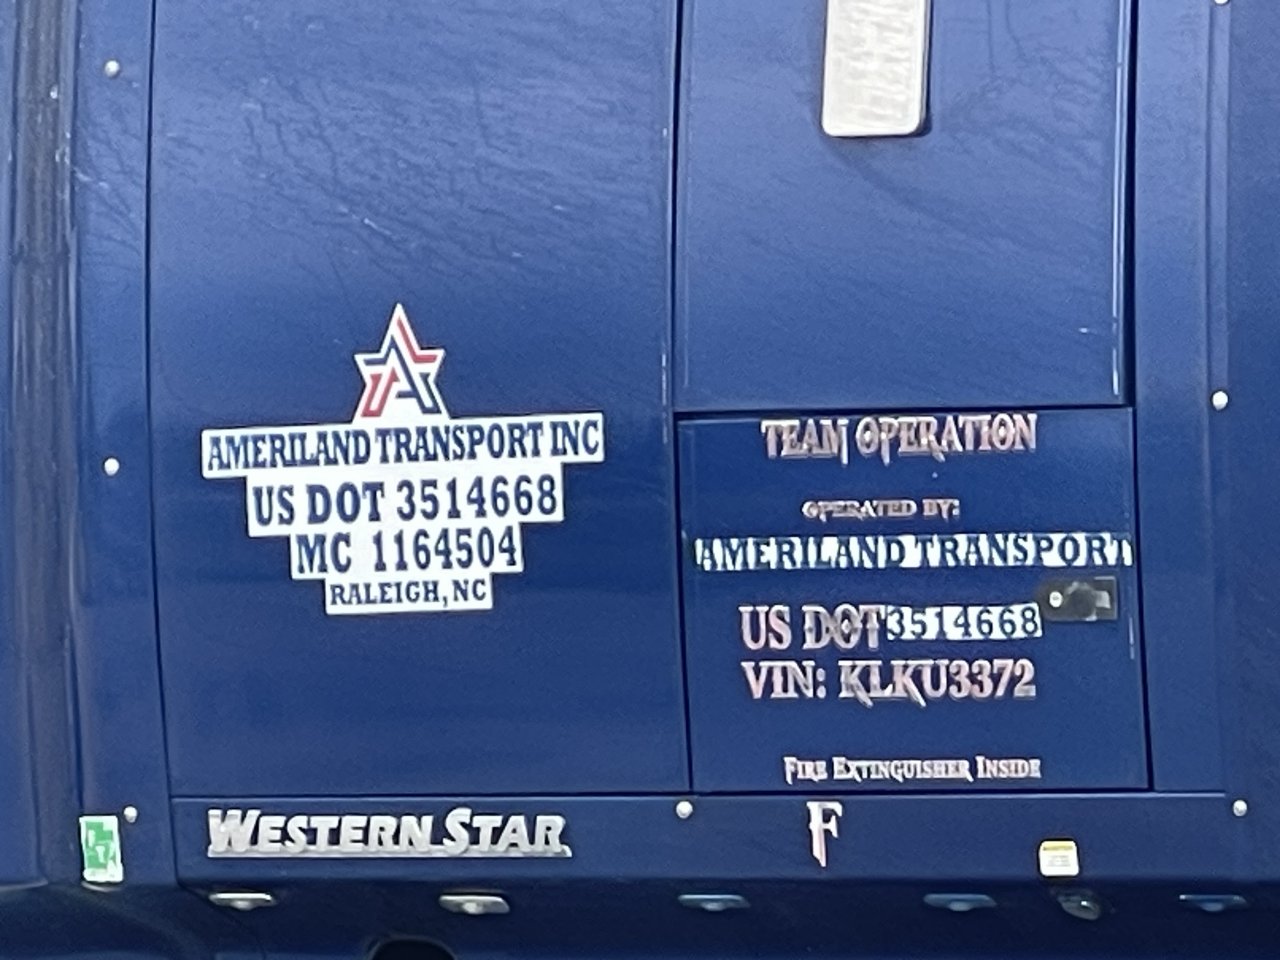 AMERILAND TRANSPORT INC
US DOT 3514668
MC 1164504
RALEIGH, NC
TEAM OPERATION
OPERATED BY:
AMERILAND TRANSPORT
US DOT 3514668
VIN: KLKU3372
FIRE EXTINGUISHER INSIDE
WESTERN STAR
F